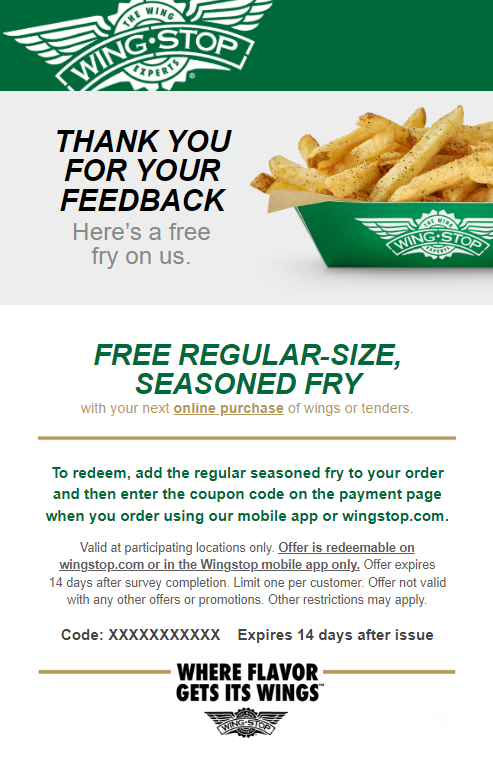 THE WING
WING·STOP
EXPERTS
®
THANK YOU
FOR YOUR
FEEDBACK
Here's a free
fry on us.
THE WING
WING·STOP
EXPERTS
FREE REGULAR-SIZE,
SEASONED FRY
with your next online purchase of wings or tenders.
To redeem, add the regular seasoned fry to your order
and then enter the coupon code on the payment page
when you order using our mobile app or wingstop.com.
Valid at participating locations only. Offer is redeemable on
wingstop.com or in the Wingstop mobile app only. Offer expires
14 days after survey completion. Limit one per customer. Offer not valid
with any other offers or promotions. Other restrictions may apply.
Code: XXXXXXXXXXX Expires 14 days after issue
WHERE FLAVOR
GETS ITS WINGS™
WING·STOP